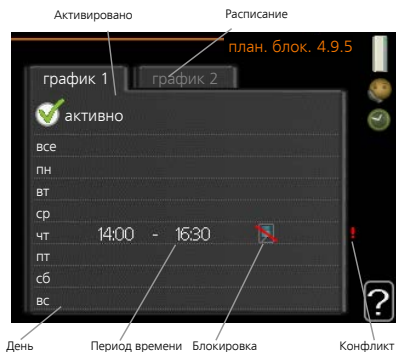 Активировано Расписание
план. блок. 4.9.5
график 1 график 2
активно
все
пн
вт
ср
чт 14:00 - 16:30 !
пт
сб
вс
?
День Период времени Блокировка Конфликт